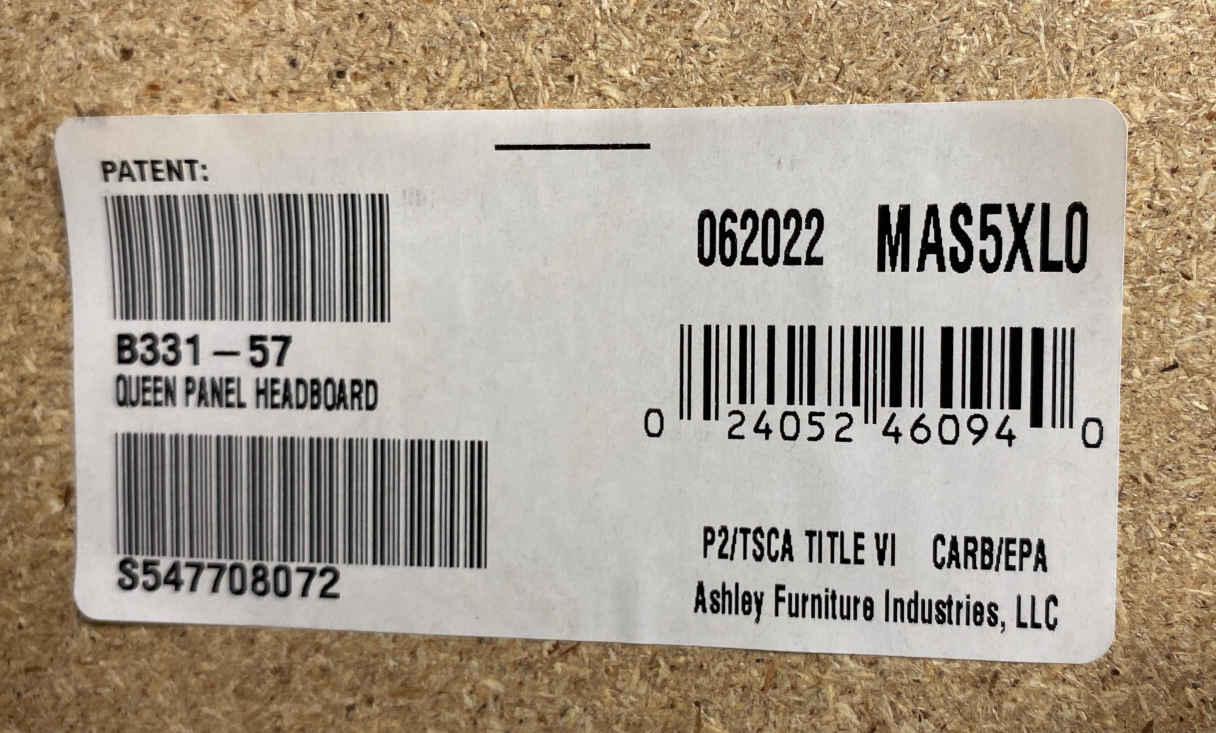 PATENT:
062022 MAS5XL0
B331-57
QUEEN PANEL HEADBOARD
0 24052 46094 0
S547708072
P2/TSCA TITLE VI CARB/EPA
Ashley Furniture Industries, LLC